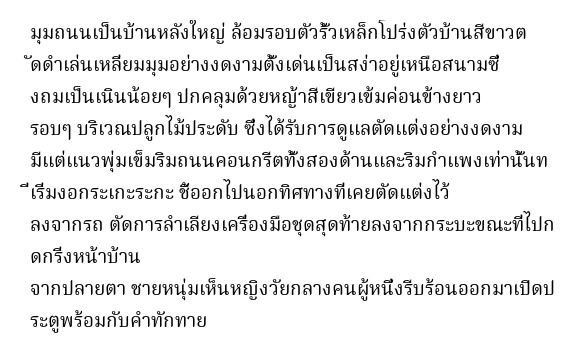 มุมถนนเป็นบ้านหลังใหญ่ ล้อมรอบตัวรั้วเหล็กโปร่งตัวบ้านสีขาวต
ัดดำเล่นเหลี่ยมมุมอย่างงดงามตั้งเด่นเป็นสง่าอยู่เหนือสนามซึ่
งถมเป็นเนินน้อยๆ ปกคลุมด้วยหญ้าสีเขียวเข้มค่อนข้างยาว
รอบๆ บริเวณปลูกไม้ประดับ ซึ่งได้รับการดูแลตัดแต่งอย่างงดงาม
มีแต่แนวพุ่มเข็มริมถนนคอนกรีตทั้งสองด้านและริมกำแพงเท่านั้นท
ี่เริ่มงอกระเกะระกะ ชี้ออกไปนอกทิศทางที่เคยตัดแต่งไว้
ลงจากรถ ตัดการลำเลียงเครื่องมือชุดสุดท้ายลงจากกระบะขณะที่ไปก
ดกริ่งหน้าบ้าน
จากปลายตา ชายหนุ่มเห็นหญิงวัยกลางคนผู้หนึ่งรีบร้อนออกมาเปิดป
ระตูพร้อมกับคำทักทาย